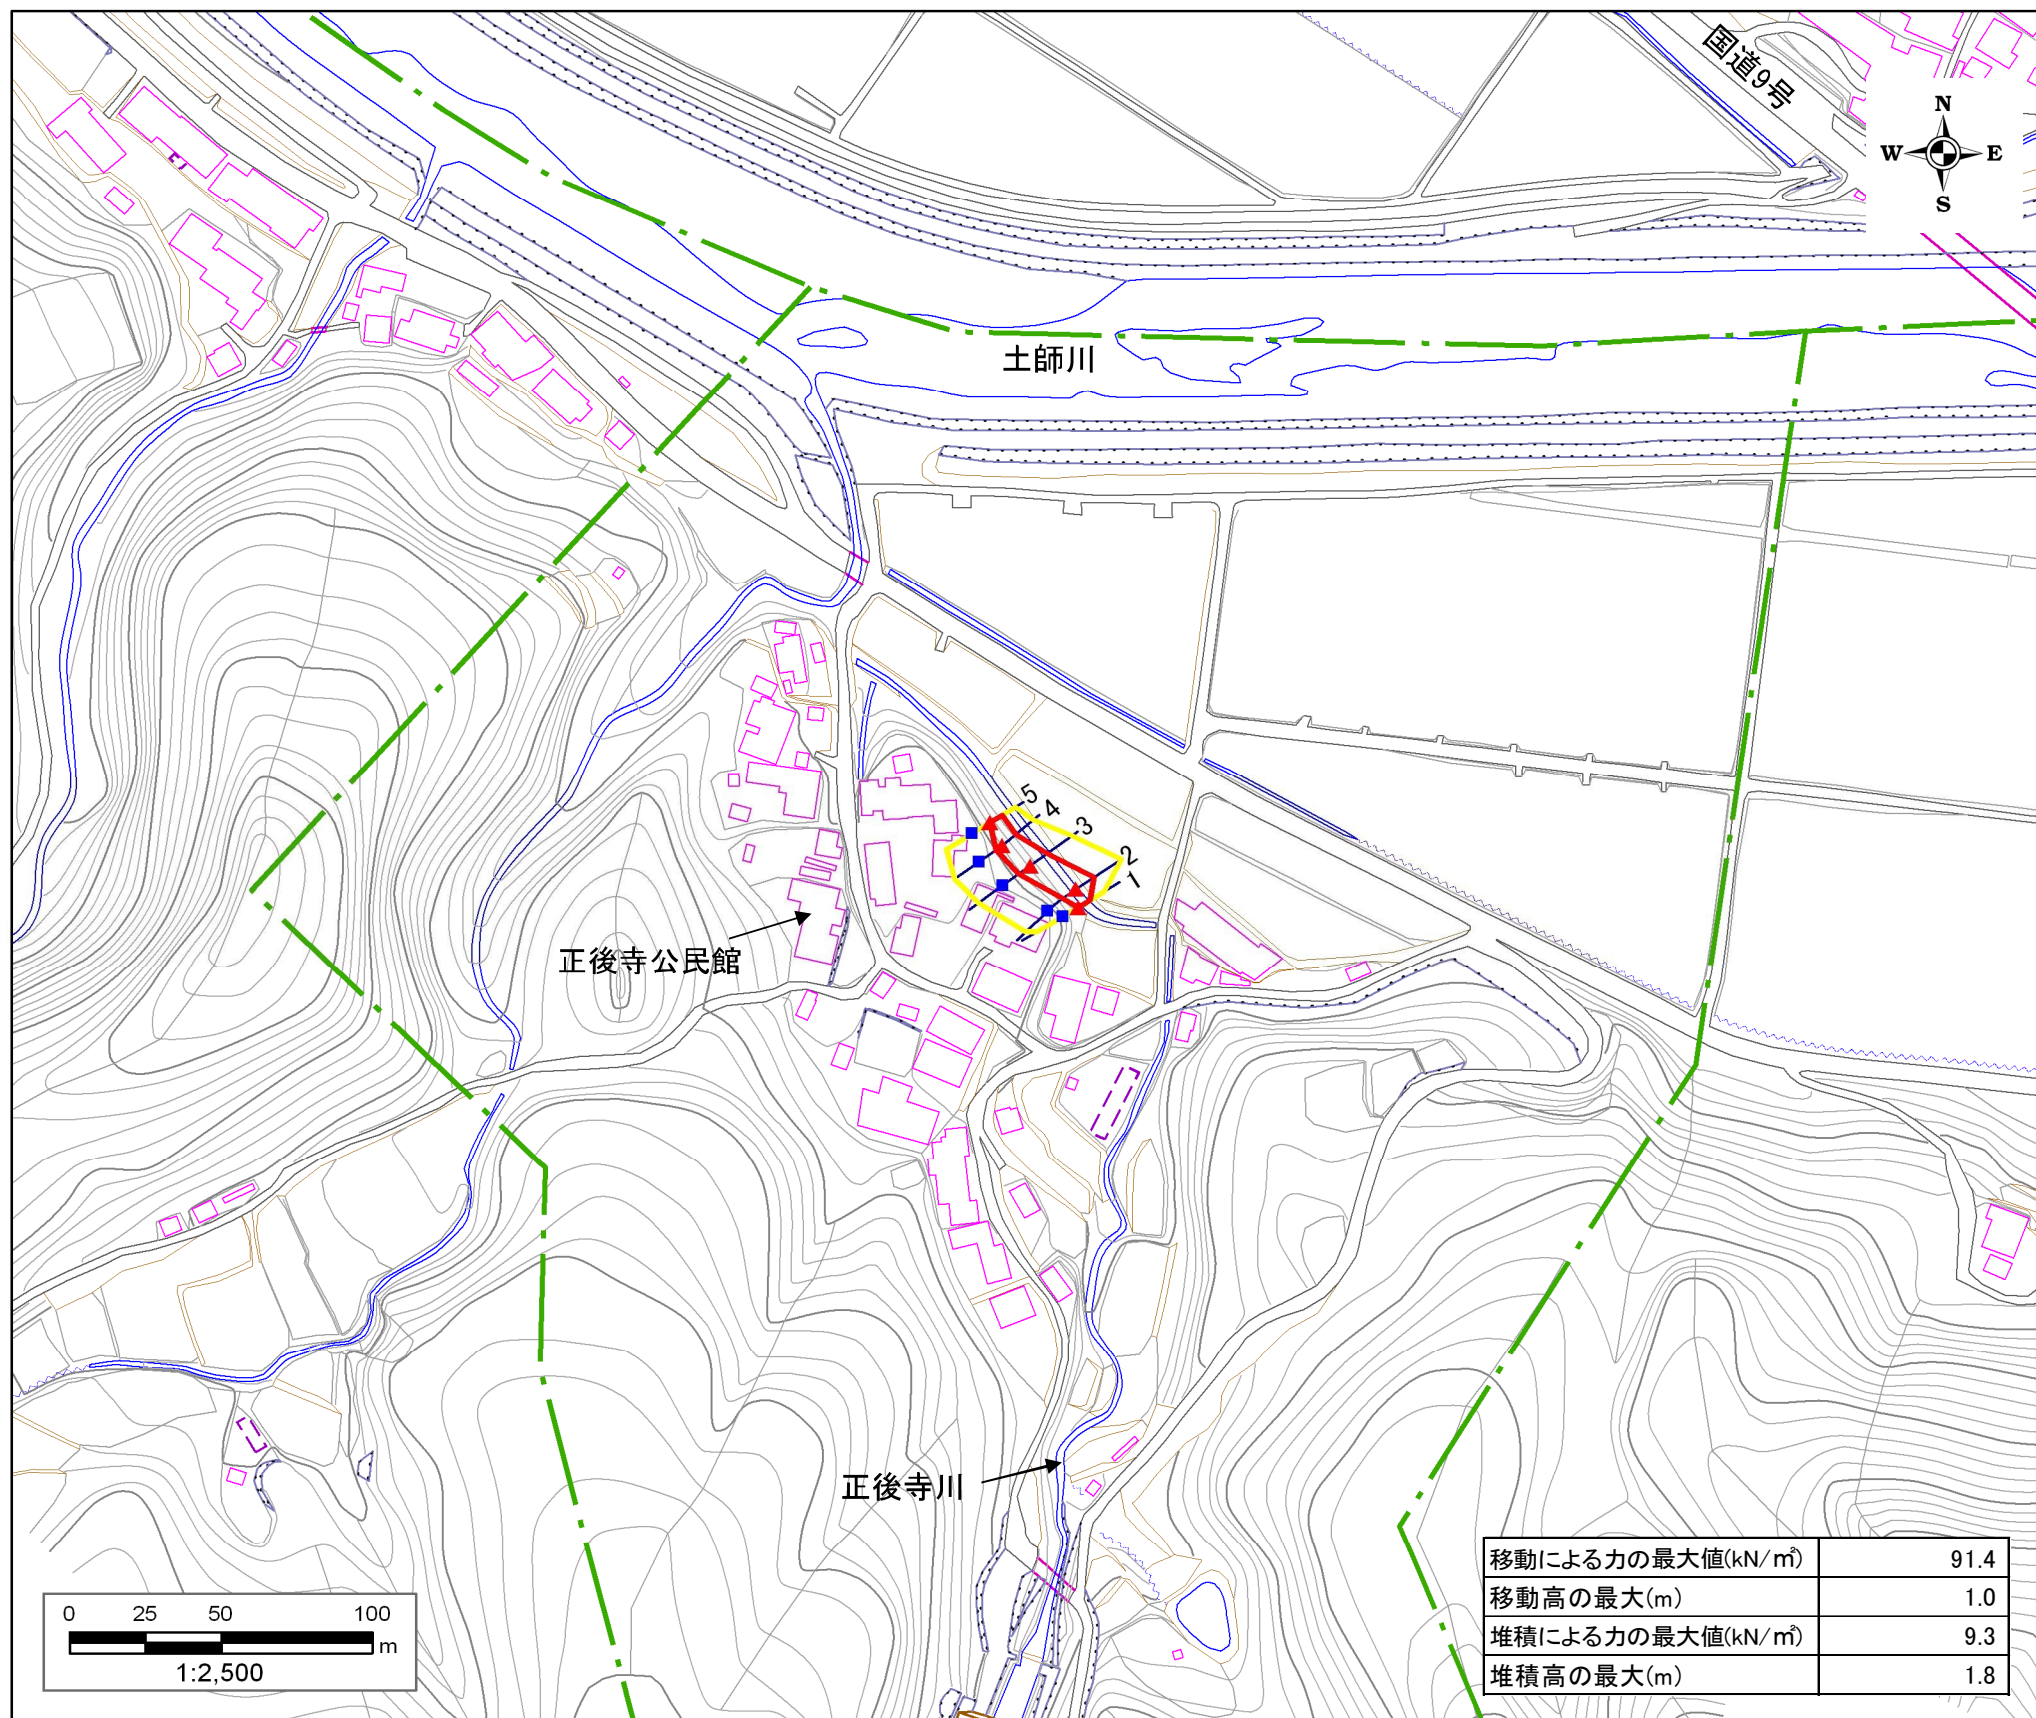 国道9号
N
W E
S
土師川
5
4
3
2
1
正後寺公民館
正後寺川
移動による力の最大値(kN/㎡) 91.4
移動高の最大(m) 1.0
堆積による力の最大値(kN/㎡) 9.3
堆積高の最大(m) 1.8
0 25 50 100
m
1:2,500